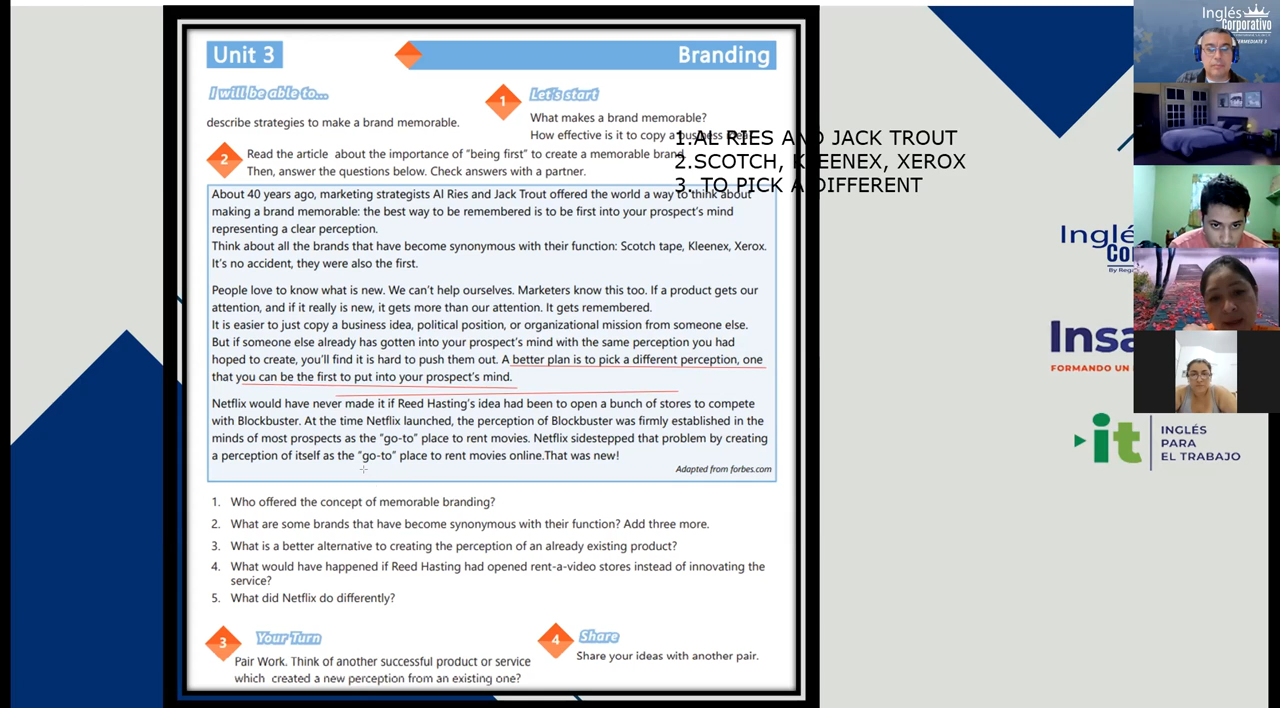 Unit 3
Branding
I will be able to...
describe strategies to make a brand memorable.
1
Let's start
What makes a brand memorable?
How effective is it to copy a business idea
2
Read the article about the importance of "being first" to create a memorable brand.
Then, answer the questions below. Check answers with a partner.
1.AL RIES AND JACK TROUT
2.SCOTCH, KLEENEX, XEROX
3. TO PICK A DIFFERENT
About 40 years ago, marketing strategists Al Ries and Jack Trout offered the world a way to think about
making a brand memorable: the best way to be remembered is to be first into your prospect's mind
representing a clear perception.
Think about all the brands that have become synonymous with their function: Scotch tape, Kleenex, Xerox.
It's no accident, they were also the first.
People love to know what is new. We can't help ourselves. Marketers know this too. If a product gets our
attention, and if it really is new, it gets more than our attention. It gets remembered.
It is easier to just copy a business idea, political position, or organizational mission from someone else.
But if someone else already has gotten into your prospect's mind with the same perception you had
hoped to create, you'll find it is hard to push them out. A better plan is to pick a different perception, one
that you can be the first to put into your prospect's mind.
Netflix would have never made it if Reed Hasting's idea had been to open a bunch of stores to compete
with Blockbuster. At the time Netflix launched, the perception of Blockbuster was firmly established in the
minds of most prospects as the "go-to" place to rent movies. Netflix sidestepped that problem by creating
a perception of itself as the "go-to" place to rent movies online.That was new!
Adapted from forbes.com
1. Who offered the concept of memorable branding?
2. What are some brands that have become synonymous with their function? Add three more.
3. What is a better alternative to creating the perception of an already existing product?
4. What would have happened if Reed Hasting had opened rent-a-video stores instead of innovating the
service?
5. What did Netflix do differently?
3
Your Turn
Pair Work. Think of another successful product or service
which created a new perception from an existing one?
4
Share
Share your ideas with another pair.
Inglés
Corporativo
INTERMEDIATE 3
Inglé
Co
By Rega
Insa
FORMANDO UN
it
INGLÉS
PARA
EL TRABAJO